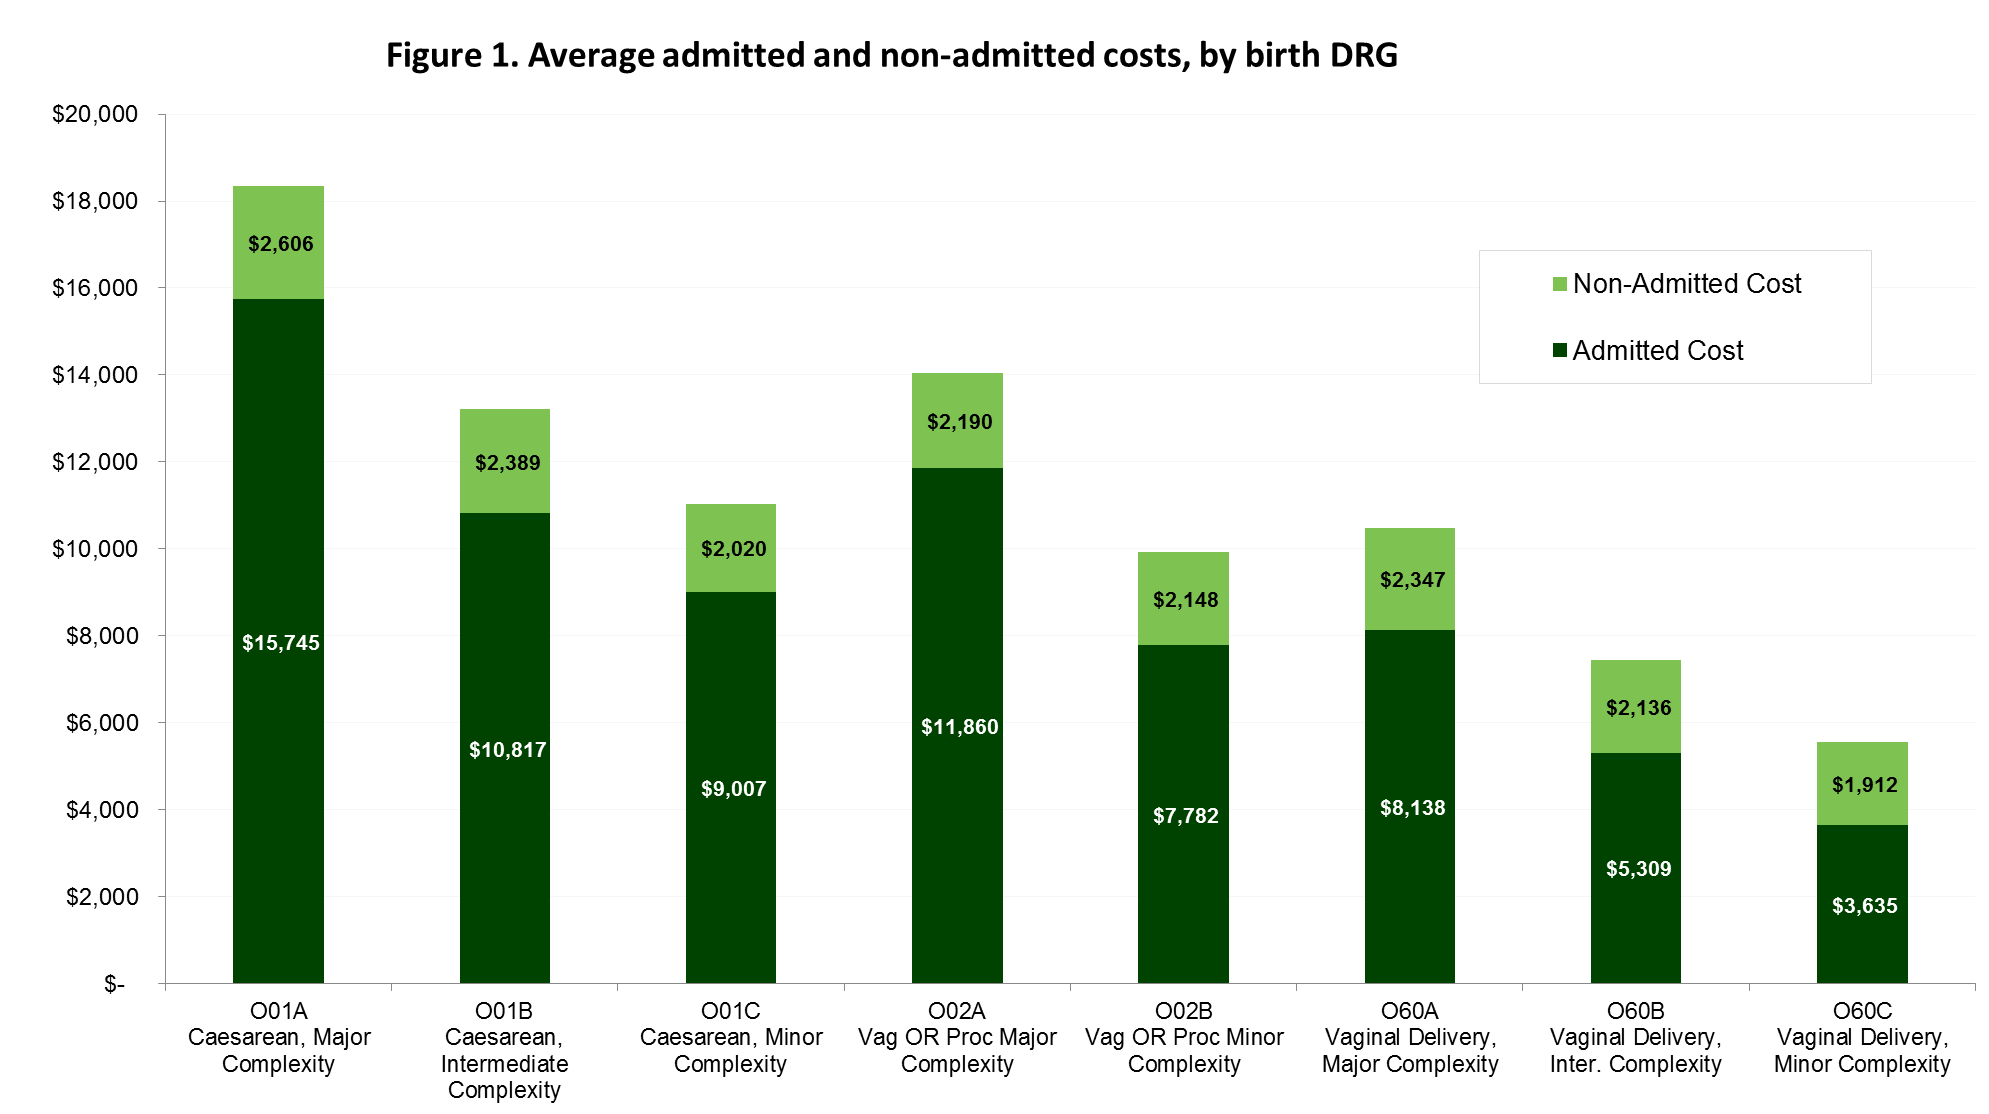 Figure 1. Average admitted and non-admitted costs, by birth DRG
$20,000
$18,000
$16,000
$14,000
$12,000
$10,000
$8,000
$6,000
$4,000
$2,000
$-
$2,606
$15,745
$2,389
$10,817
$2,020
$9,007
$2,190
$11,860
$2,148
$7,782
$2,347
$8,138
$2,136
$5,309
$1,912
$3,635
Non-Admitted Cost
Admitted Cost
O01A
Caesarean, Major
Complexity
O01B
Caesarean,
Intermediate
Complexity
O01C
Caesarean, Minor
Complexity
O02A
Vag OR Proc Major
Complexity
O02B
Vag OR Proc Minor
Complexity
O60A
Vaginal Delivery,
Major Complexity
O60B
Vaginal Delivery,
Inter. Complexity
O60C
Vaginal Delivery,
Minor Complexity